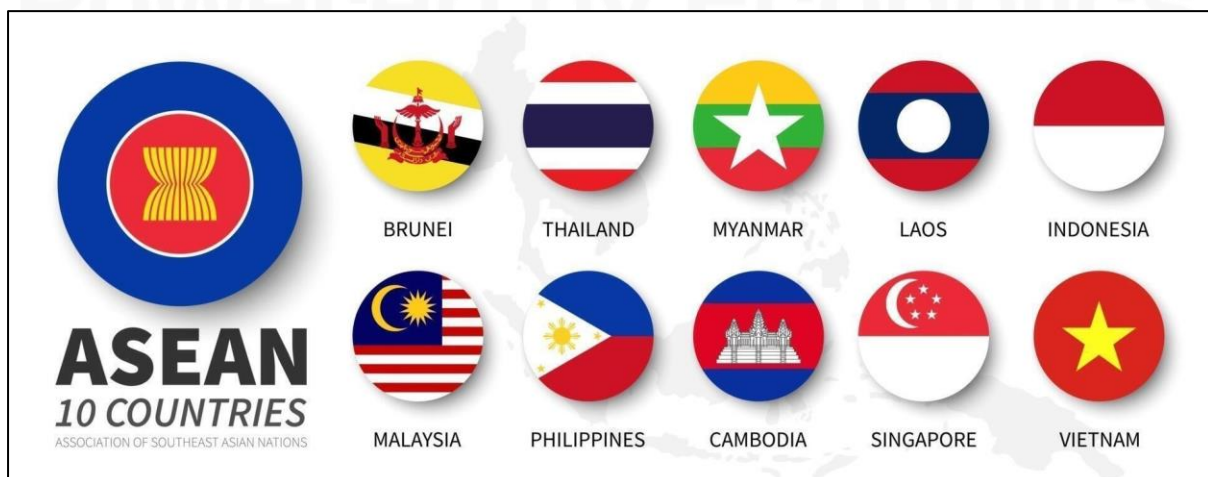 ASEAN
10 COUNTRIES
ASSOCIATION OF SOUTHEAST ASIAN NATIONS
BRUNEI
THAILAND
MYANMAR
LAOS
INDONESIA
MALAYSIA
PHILIPPINES
CAMBODIA
SINGAPORE
VIETNAM